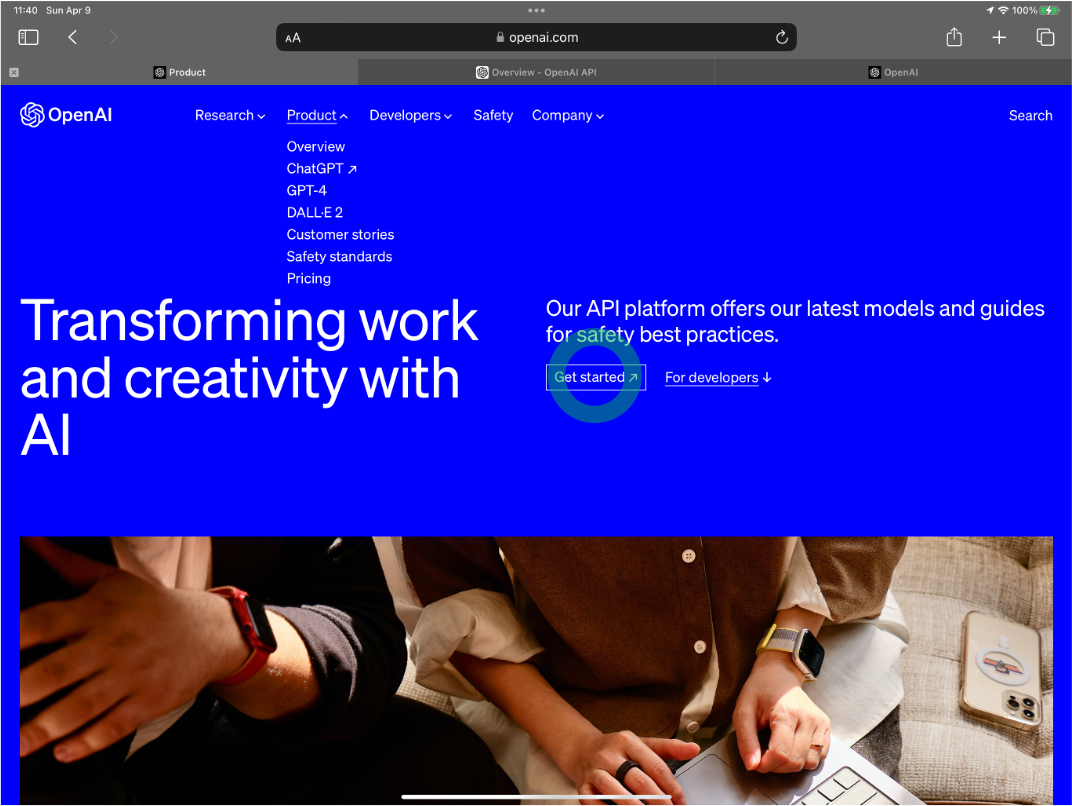 11:40 Sun Apr 9
100%
AA openai.com
Product
Overview - OpenAI API
OpenAI
OpenAI
Research Product Developers Safety Company Search
Overview
ChatGPT ↗
GPT-4
DALL·E 2
Customer stories
Safety standards
Pricing
Transforming work
and creativity with
AI
Our API platform offers our latest models and guides
for safety best practices.
Get started ↗ For developers ↓